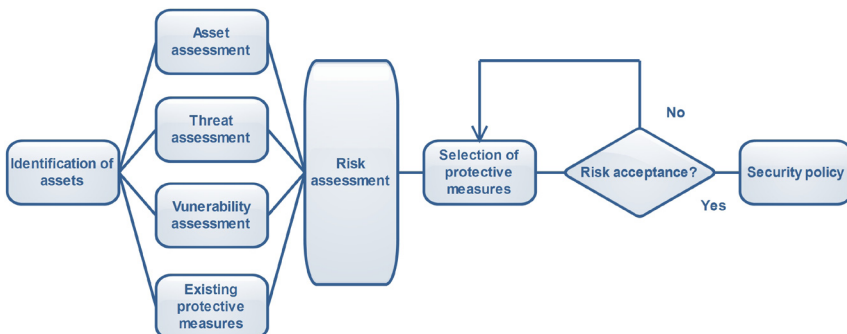 Asset
assessment
Threat
assessment
Identification of
assets
Vunerability
assessment
Existing
protective
measures
Risk
assessment
Selection of
protective
measures
Risk acceptance?
No
Yes
Security policy